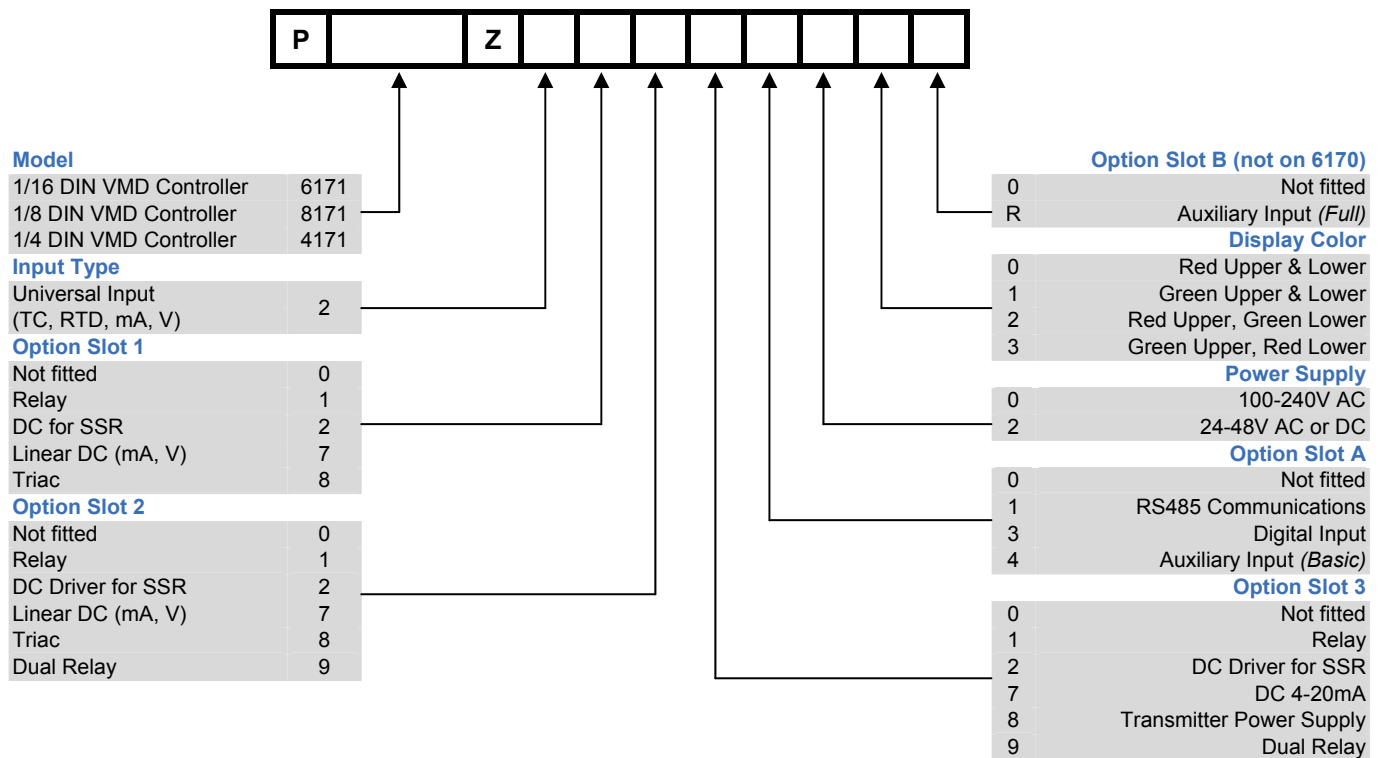 P Z
Model
1/16 DIN VMD Controller 6171
1/8 DIN VMD Controller 8171
1/4 DIN VMD Controller 4171
Input Type
Universal Input
(TC, RTD, mA, V) 2
Option Slot 1
Not fitted 0
Relay 1
DC for SSR 2
Linear DC (mA, V) 7
Triac 8
Option Slot 2
Not fitted 0
Relay 1
DC Driver for SSR 2
Linear DC (mA, V) 7
Triac 8
Dual Relay 9
Option Slot B (not on 6170)
0 Not fitted
R Auxiliary Input (Full)
Display Color
0 Red Upper & Lower
1 Green Upper & Lower
2 Red Upper, Green Lower
3 Green Upper, Red Lower
Power Supply
0 100-240V AC
2 24-48V AC or DC
Option Slot A
0 Not fitted
1 RS485 Communications
3 Digital Input
4 Auxiliary Input (Basic)
Option Slot 3
0 Not fitted
1 Relay
2 DC Driver for SSR
7 DC 4-20mA
8 Transmitter Power Supply
9 Dual Relay